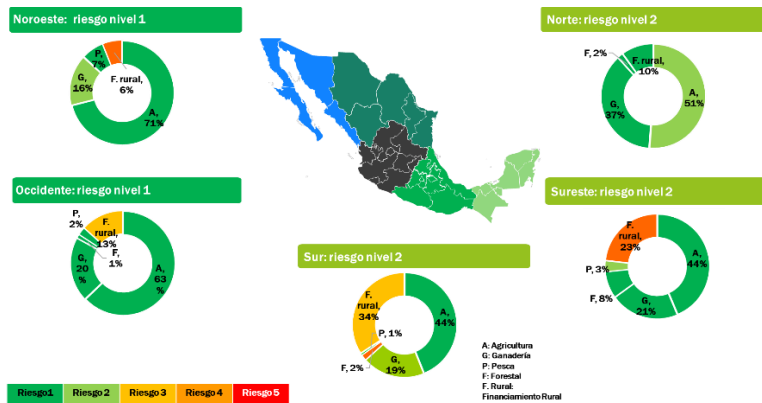 Noroeste: riesgo nivel 1
P,
7%
F. rural,
6%
G,
16%
A,
71%
Norte: riesgo nivel 2
F, 2%
F. rural,
10%
A,
51%
G,
37%
Occidente: riesgo nivel 1
P,
2%
F.
rural,
13%
F,
1%
G,
20
%
A,
63
%
Sur: riesgo nivel 2
F.
rural,
34%
A,
44%
P, 1%
F, 2%
G,
19%
Sureste: riesgo nivel 2
F.
rural,
23%
A,
44%
P, 3%
F, 8%
G,
21%
A: Agricultura
G: Ganadería
P: Pesca
F: Forestal
F. Rural:
Financiamiento Rural
Riesgo1 Riesgo 2 Riesgo 3 Riesgo 4 Riesgo 5